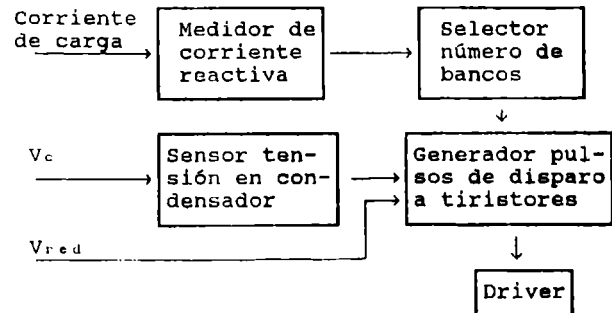 Corriente
de carga
Medidor de
corriente
reactiva
Selector
número de
bancos
Vc
Sensor ten-
sión en con-
densador
Generador pul-
sos de disparo
a tiristores
Vred
Driver